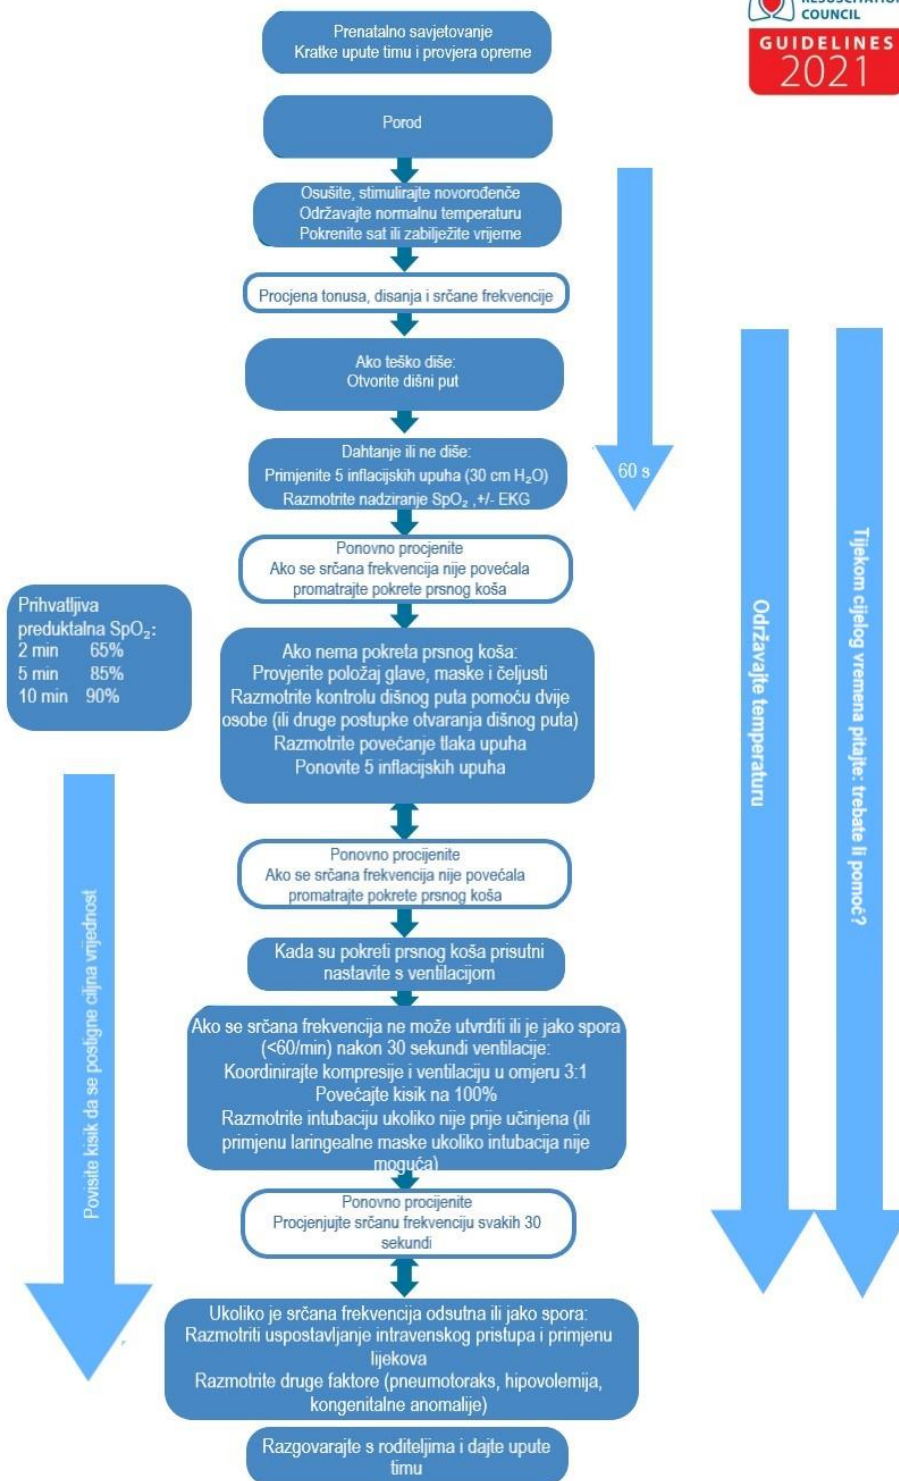 RESUSCITATION
COUNCIL
GUIDELINES
2021
Prenatalno savjetovanje
Kratke upute timu i provjera opreme
Porod
Osušite, stimulirajte novorođenče
Održavajte normalnu temperaturu
Pokrenite sat ili zabilježite vrijeme
Procjena tonusa, disanja i srčane frekvencije
Ako teško diše:
Otvorite dišni put
Dahtanje ili ne diše:
Primjenite 5 inflacijskih upuha (30 cm H₂O)
Razmotrite nadziranje SpO₂ ,+/- EKG
60 s
Ponovno procjenite
Ako se srčana frekvencija nije povećala
promatrajte pokrete prsnog koša
Prihvatljiva
preduktalna SpO₂:
2 min 65%
5 min 85%
10 min 90%
Ako nema pokreta prsnog koša:
Provjerite položaj glave, maske i čeljusti
Razmotrite kontrolu dišnog puta pomoću dvije
osobe (ili druge postupke otvaranja dišnog puta)
Razmotrite povećanje tlaka upuha
Ponovite 5 inflacijskih upuha
Ponovno procijenite
Ako se srčana frekvencija nije povećala
promatrajte pokrete prsnog koša
Kada su pokreti prsnog koša prisutni
nastavite s ventilacijom
Ako se srčana frekvencija ne može utvrditi ili je jako spora
(<60/min) nakon 30 sekundi ventilacije:
Koordinirajte kompresije i ventilaciju u omjeru 3:1
Povećajte kisik na 100%
Razmotrite intubaciju ukoliko nije prije učinjena (ili
primjenu laringealne maske ukoliko intubacija nije
moguća)
Ponovno procijenite
Procjenjujte srčanu frekvenciju svakih 30
sekundi
Ukoliko je srčana frekvencija odsutna ili jako spora:
Razmotriti uspostavljanje intravenskog pristupa i primjenu
lijekova
Razmotrite druge faktore (pneumotoraks, hipovolemija,
kongenitalne anomalije)
Razgovarajte s roditeljima i dajte upute
timu
Povisite kisik da se postigne ciljna vrijednost
Održavajte temperaturu
Tijekom cijelog vremena pitajte: trebate li pomoć?